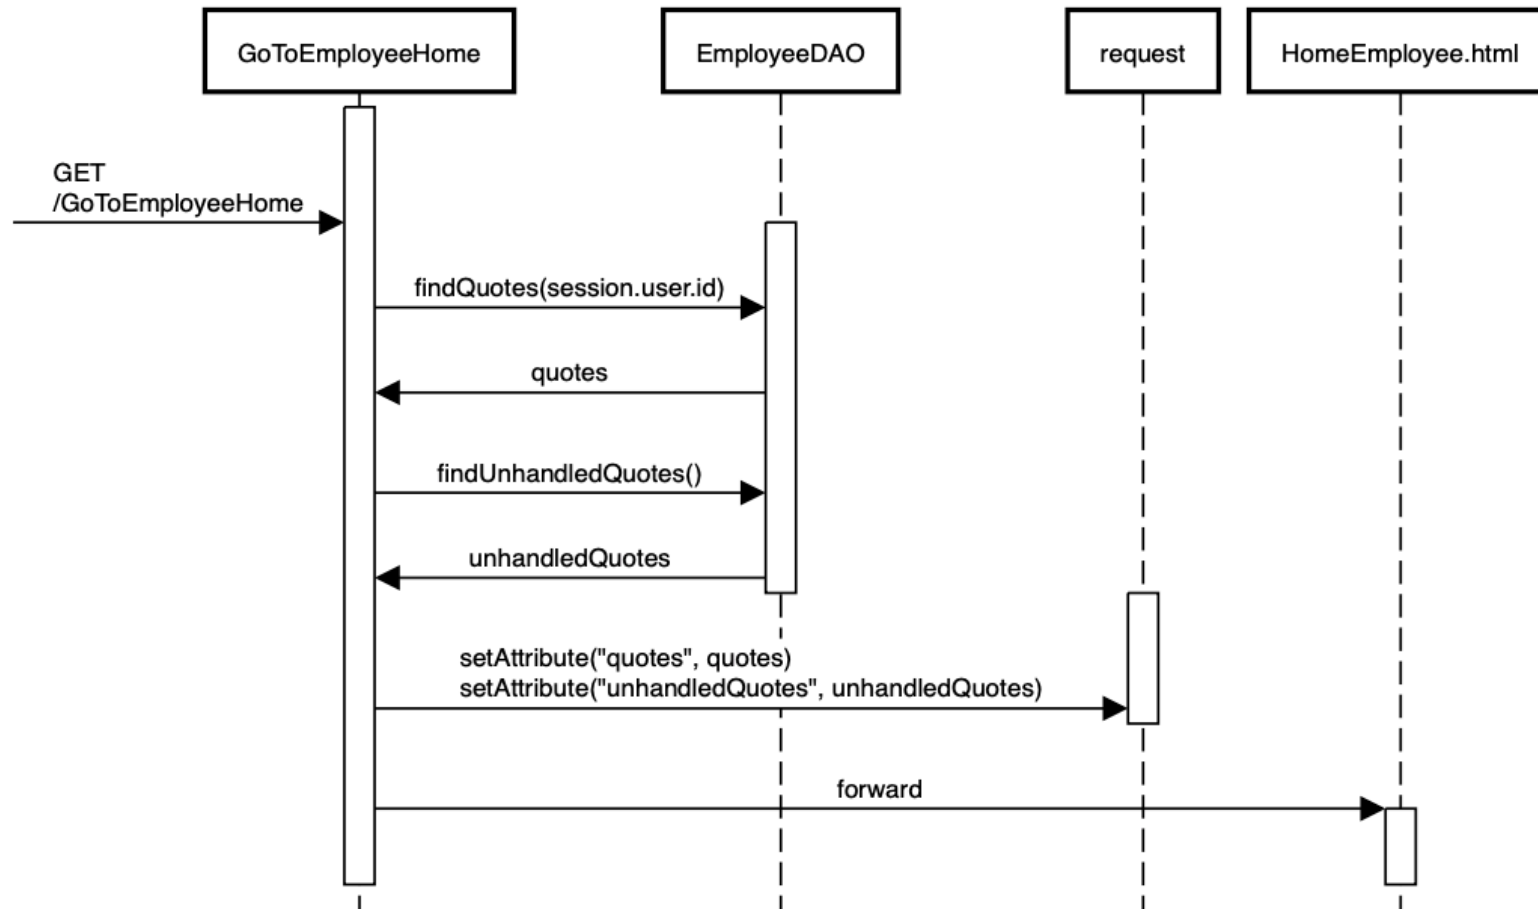 GoToEmployeeHome
EmployeeDAO
request
HomeEmployee.html
GET
/GoToEmployeeHome
findQuotes(session.user.id)
quotes
findUnhandledQuotes()
unhandledQuotes
setAttribute("quotes", quotes)
setAttribute("unhandledQuotes", unhandledQuotes)
forward